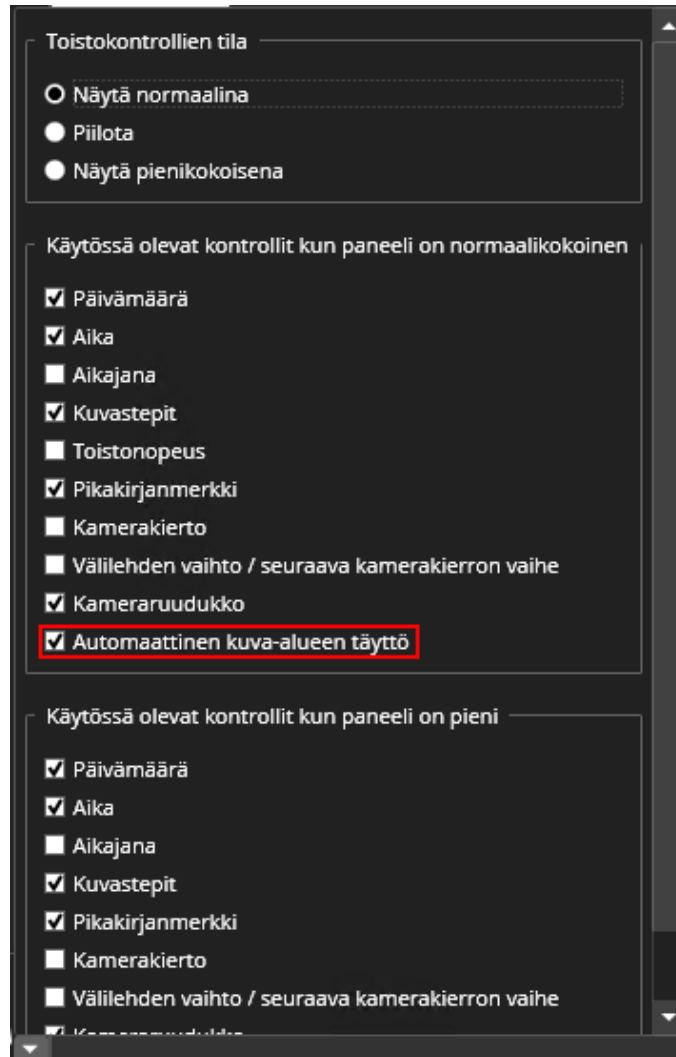 Toistokontrollien tila
Näytä normaalina
Piilota
Näytä pienikokoisena
Käytössä olevat kontrollit kun paneeli on normaalikokoinen
Päivämäärä
Aika
Aikajana
Kuvastepit
Toistonopeus
Pikakirjanmerkki
Kamerakierto
Välilehden vaihto / seuraava kamerakierron vaihe
Kameraruudukko
Automaattinen kuva-alueen täyttö
Käytössä olevat kontrollit kun paneeli on pieni
Päivämäärä
Aika
Aikajana
Kuvastepit
Pikakirjanmerkki
Kamerakierto
Välilehden vaihto / seuraava kamerakierron vaihe
Kameraruudukko